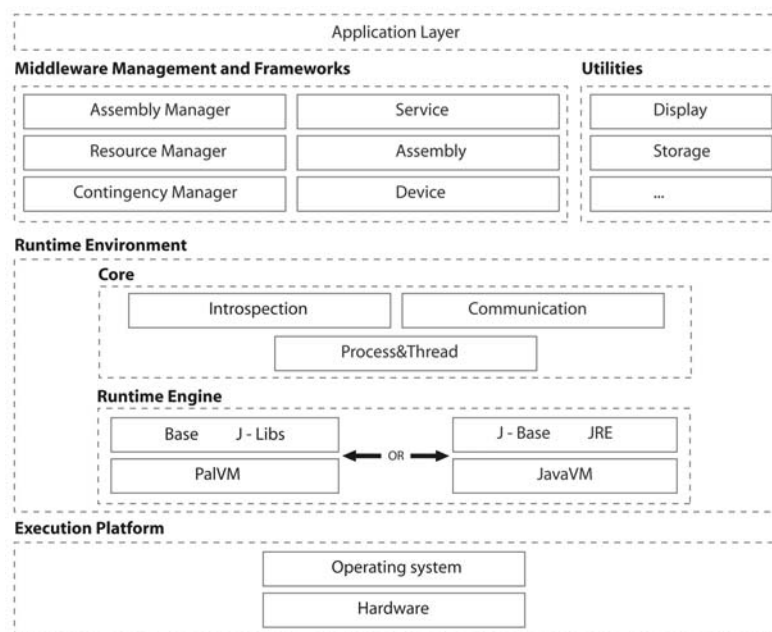 Application Layer
Middleware Management and Frameworks
Utilities
Assembly Manager
Service
Display
Resource Manager
Assembly
Storage
Contingency Manager
Device
...
Runtime Environment
Core
Introspection
Communication
Process&Thread
Runtime Engine
Base J - Libs
J - Base JRE
OR
PalVM
JavaVM
Execution Platform
Operating system
Hardware